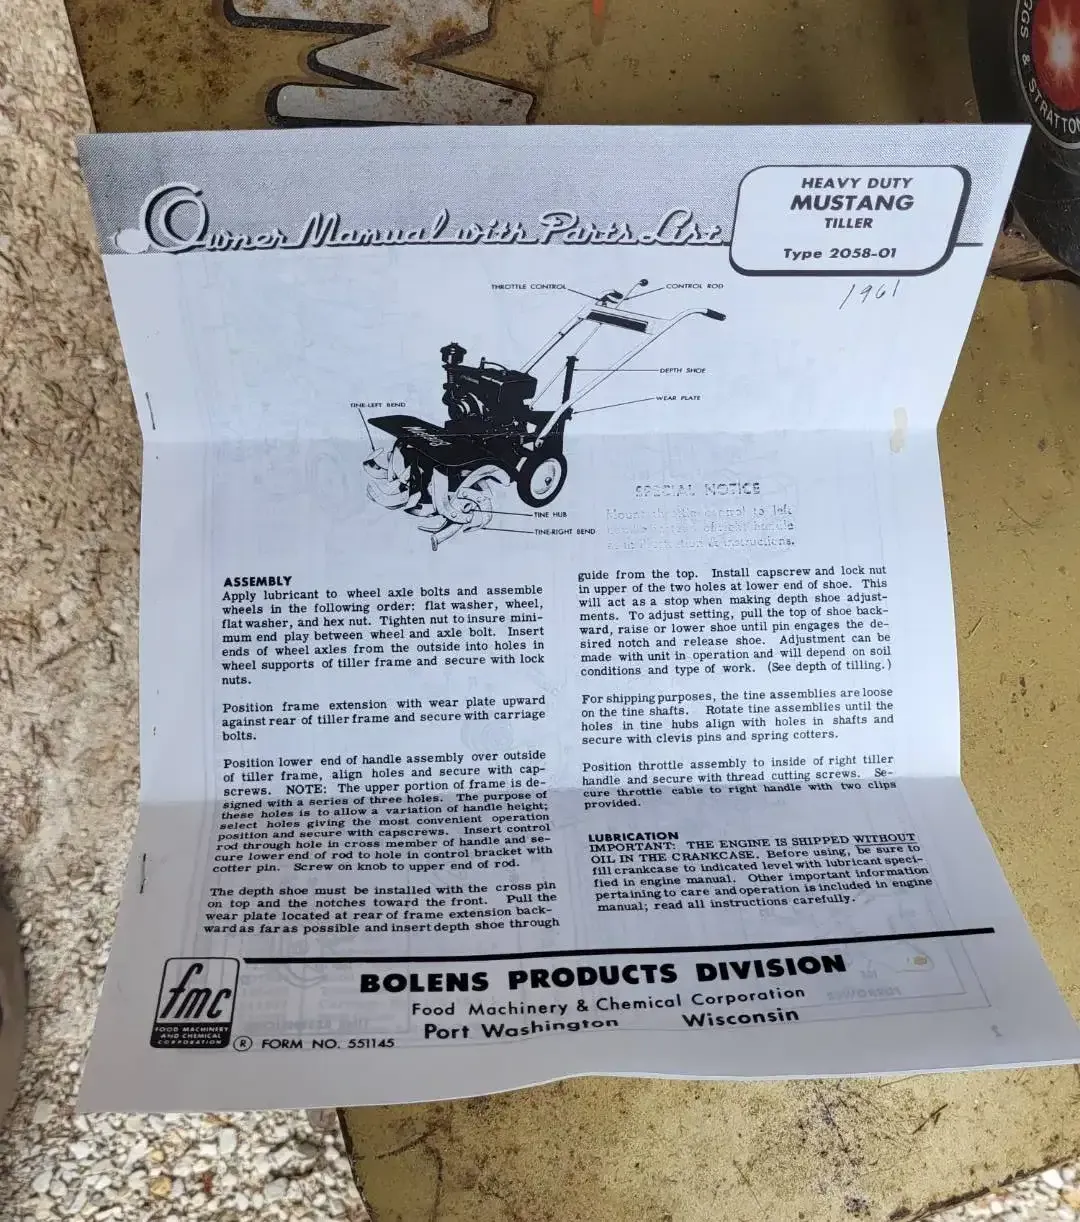 GGS & STRATTON
Owner Manual with Parts List
HEAVY DUTY
MUSTANG
TILLER
Type 2058-01
1961
THROTTLE CONTROL
CONTROL ROD
DEPTH SHOE
WEAR PLATE
TINE-LEFT BEND
TINE HUB
TINE-RIGHT BEND
SPECIAL NOTICE
Mount control to left
of right handle
& instructions.
ASSEMBLY
Apply lubricant to wheel axle bolts and assemble
wheels in the following order: flat washer, wheel,
flat washer, and hex nut. Tighten nut to insure mini-
mum end play between wheel and axle bolt. Insert
ends of wheel axles from the outside into holes in
wheel supports of tiller frame and secure with lock
nuts.
Position frame extension with wear plate upward
against rear of tiller frame and secure with carriage
bolts.
Position lower end of handle assembly over outside
of tiller frame, align holes and secure with cap-
screws. NOTE: The upper portion of frame is de-
signed with a series of three holes. The purpose of
these holes is to allow a variation of handle height;
select holes giving the most convenient operation
position and secure with capscrews. Insert control
rod through hole in cross member of handle and se-
cure lower end of rod to hole in control bracket with
cotter pin. Screw on knob to upper end of rod.
The depth shoe must be installed with the cross pin
on top and the notches toward the front. Pull the
wear plate located at rear of frame extension back-
ward as far as possible and insert depth shoe through
guide from the top. Install capscrew and lock nut
in upper of the two holes at lower end of shoe. This
will act as a stop when making depth shoe adjust-
ments. To adjust setting, pull the top of shoe back-
ward, raise or lower shoe until pin engages the de-
sired notch and release shoe. Adjustment can be
made with unit in operation and will depend on soil
conditions and type of work. (See depth of tilling.)
For shipping purposes, the tine assemblies are loose
on the tine shafts. Rotate tine assemblies until the
holes in tine hubs align with holes in shafts and
secure with clevis pins and spring cotters.
Position throttle assembly to inside of right tiller
handle and secure with thread cutting screws. Se-
cure throttle cable to right handle with two clips
provided.
LUBRICATION
IMPORTANT: THE ENGINE IS SHIPPED WITHOUT
OIL IN THE CRANKCASE. Before using, be sure to
fill crankcase to indicated level with lubricant speci-
fied in engine manual. Other important information
pertaining to care and operation is included in engine
manual; read all instructions carefully.
fmc
FOOD MACHINERY
AND CHEMICAL
CORPORATION
® FORM NO. 551145
BOLENS PRODUCTS DIVISION
Food Machinery & Chemical Corporation
Port Washington Wisconsin